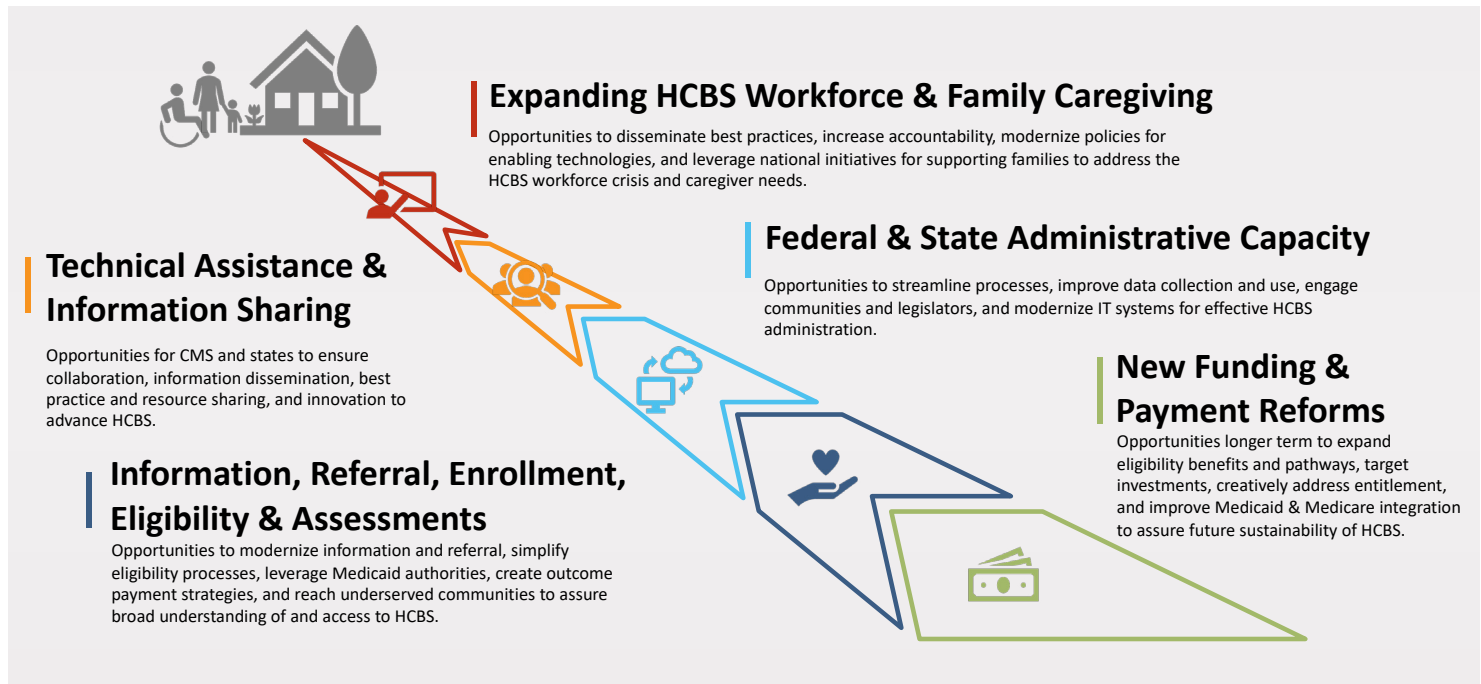 Expanding HCBS Workforce & Family Caregiving
Opportunities to disseminate best practices, increase accountability, modernize policies for
enabling technologies, and leverage national initiatives for supporting families to address the
HCBS workforce crisis and caregiver needs.
Federal & State Administrative Capacity
Opportunities to streamline processes, improve data collection and use, engage
communities and legislators, and modernize IT systems for effective HCBS
administration.
Technical Assistance &
Information Sharing
Opportunities for CMS and states to ensure
collaboration, information dissemination, best
practice and resource sharing, and innovation to
advance HCBS.
New Funding &
Payment Reforms
Opportunities longer term to expand
eligibility benefits and pathways, target
investments, creatively address entitlement,
and improve Medicaid & Medicare integration
to assure future sustainability of HCBS.
Information, Referral, Enrollment,
Eligibility & Assessments
Opportunities to modernize information and referral, simplify
eligibility processes, leverage Medicaid authorities, create outcome
payment strategies, and reach underserved communities to assure
broad understanding of and access to HCBS.